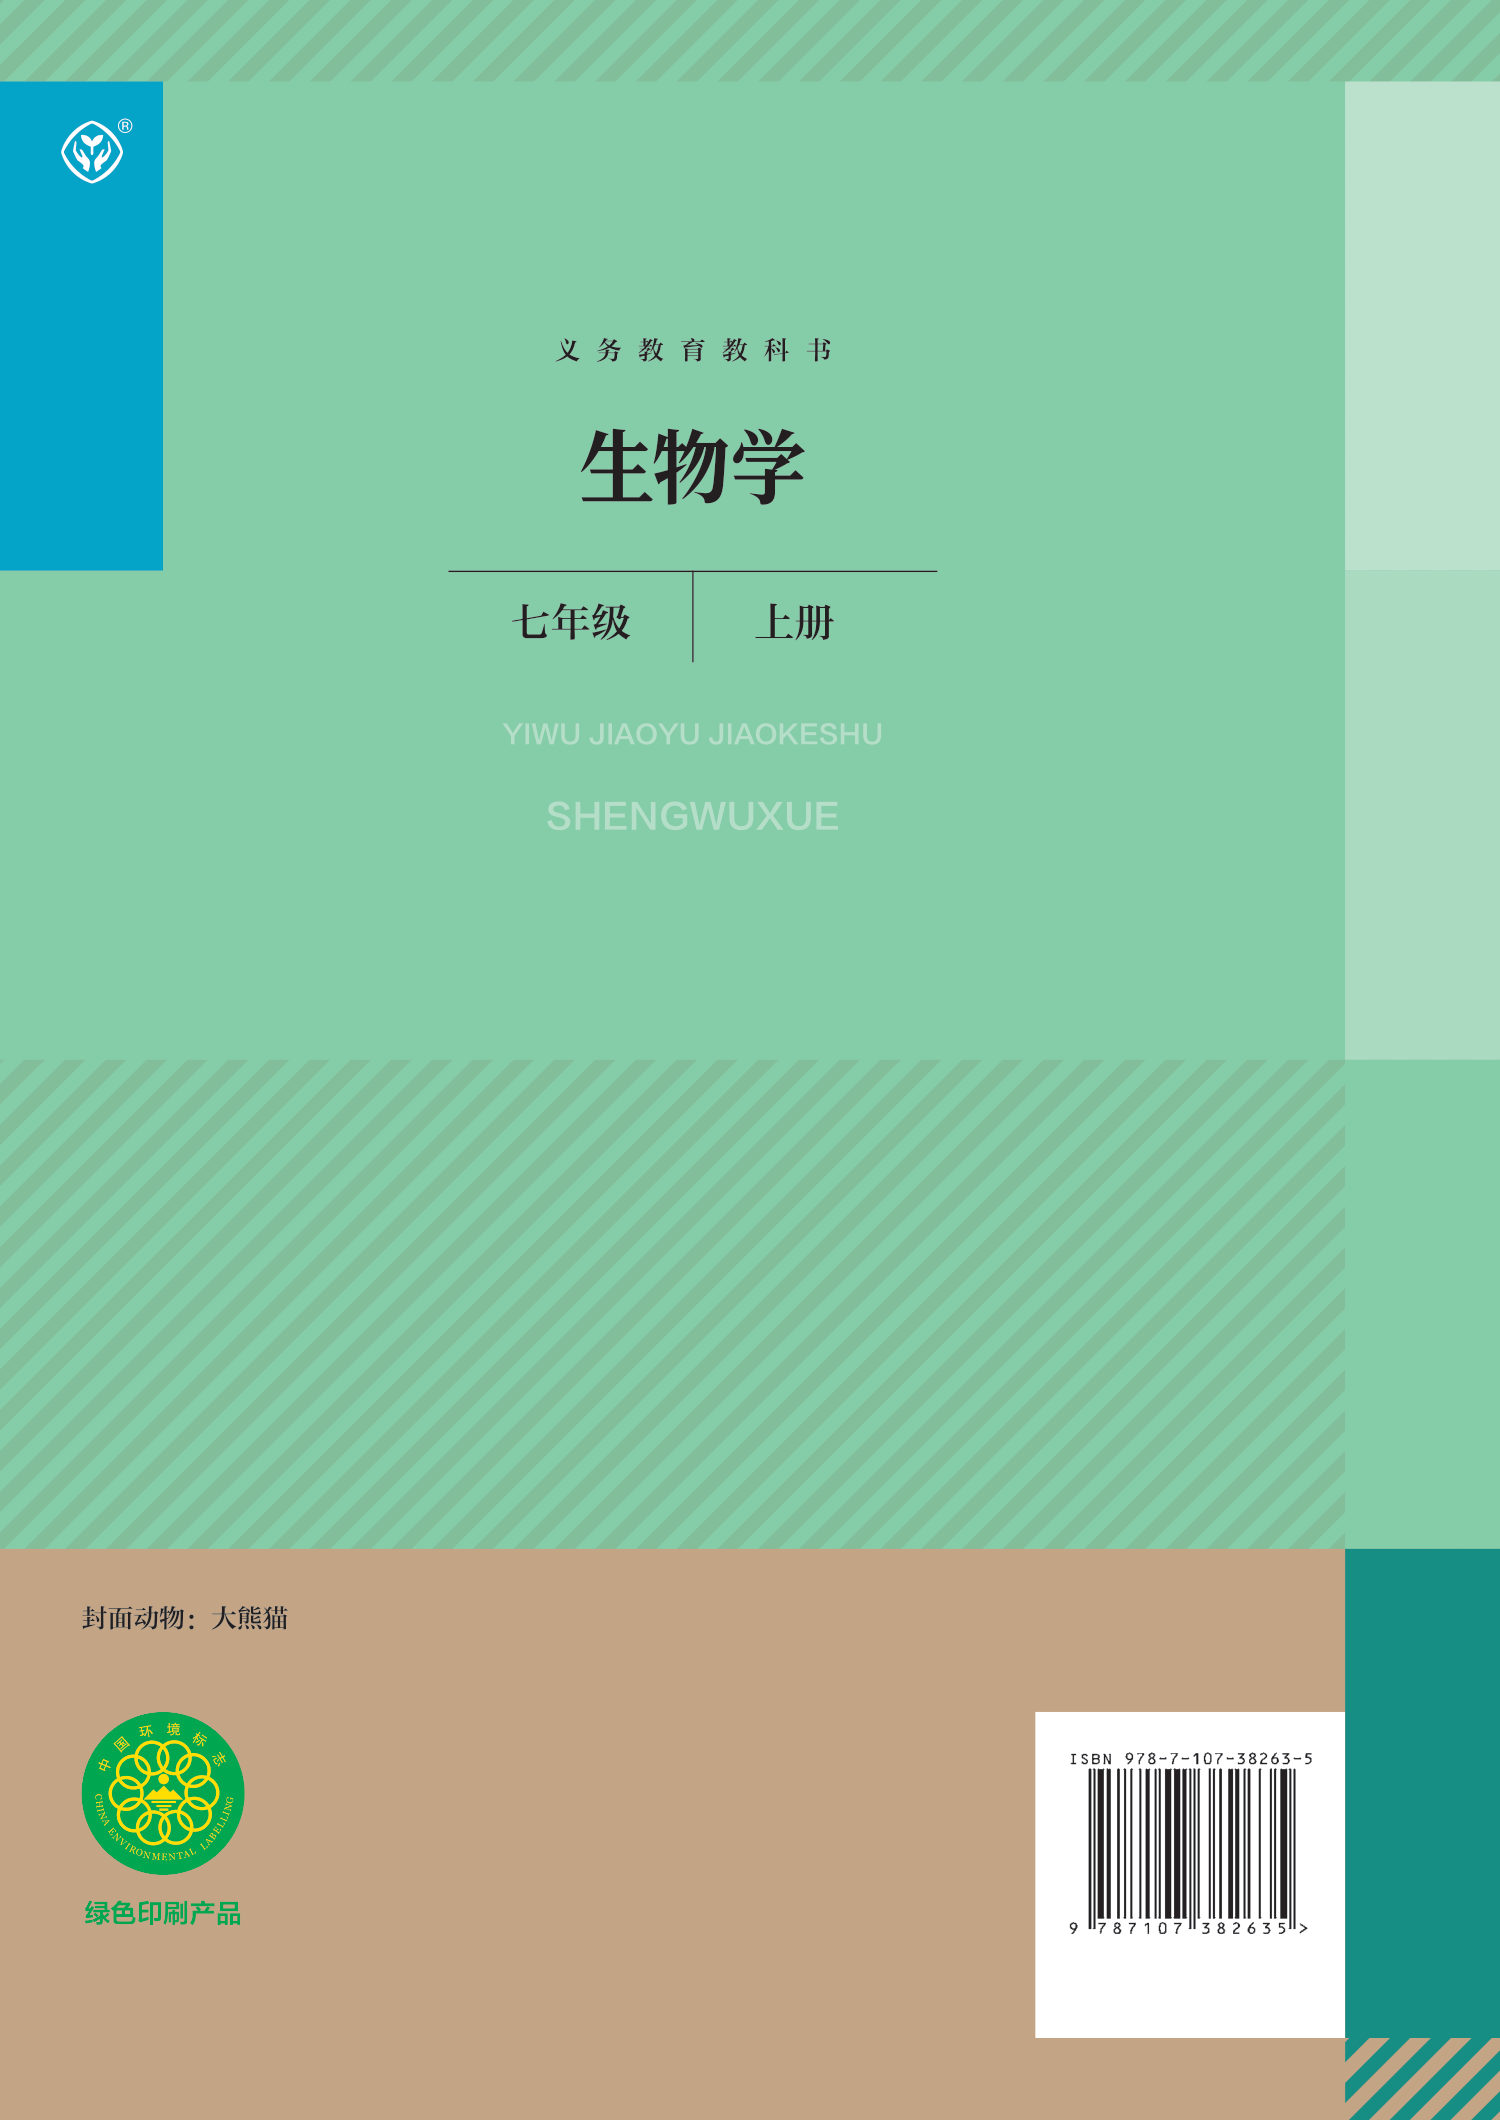 ®
义务教育教科书
生物学
七年级 上册
YIWU JIAOYU JIAOKESHU
SHENGWUXUE
封面动物：大熊猫
中国环境标志
CHINA ENVIRONMENTAL LABELLING
绿色印刷产品
ISBN 978-7-107-38263-5
9 787107 382635 >